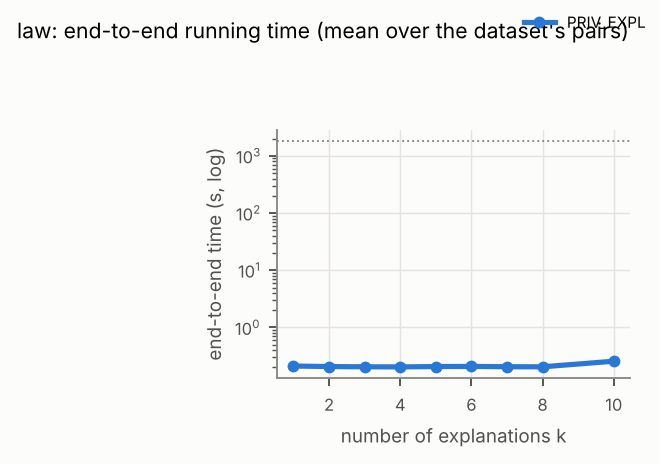 law: end-to-end running time (mean over the dataset's pairs)
PRIV_EXPL
end-to-end time (s, log)
10³
10²
10¹
10⁰
2 4 6 8 10
number of explanations k